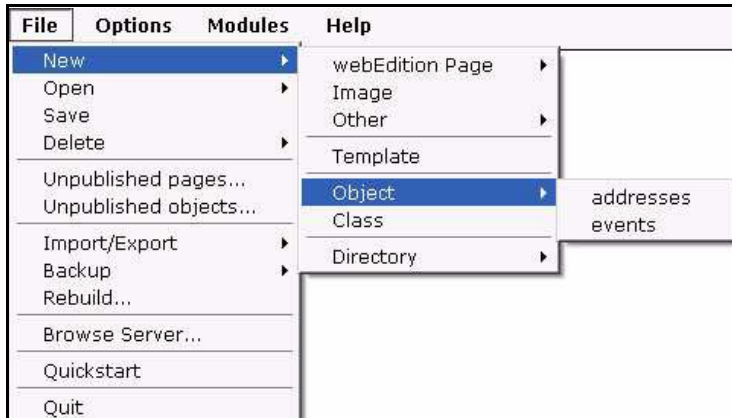 File Options Modules Help
New
Open
Save
Delete
Unpublished pages...
Unpublished objects...
Import/Export
Backup
Rebuild...
Browse Server...
Quickstart
Quit
webEdition Page
Image
Other
Template
Object
Class
Directory
addresses
events